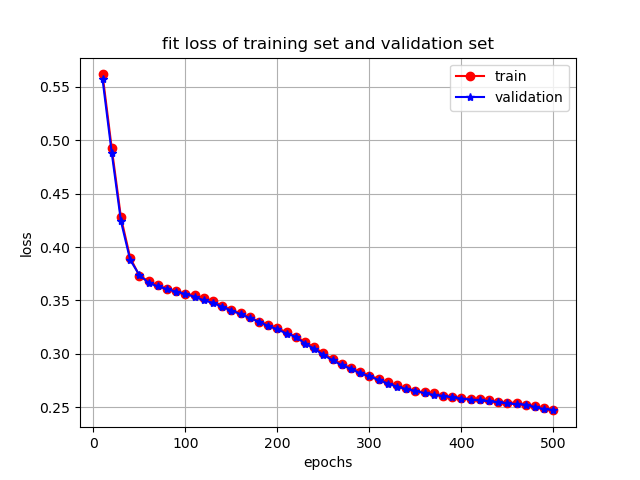 fit loss of training set and validation set
train
validation
0.55
0.50
0.45
0.40
0.35
0.30
0.25
loss
0
100
200
300
400
500
epochs